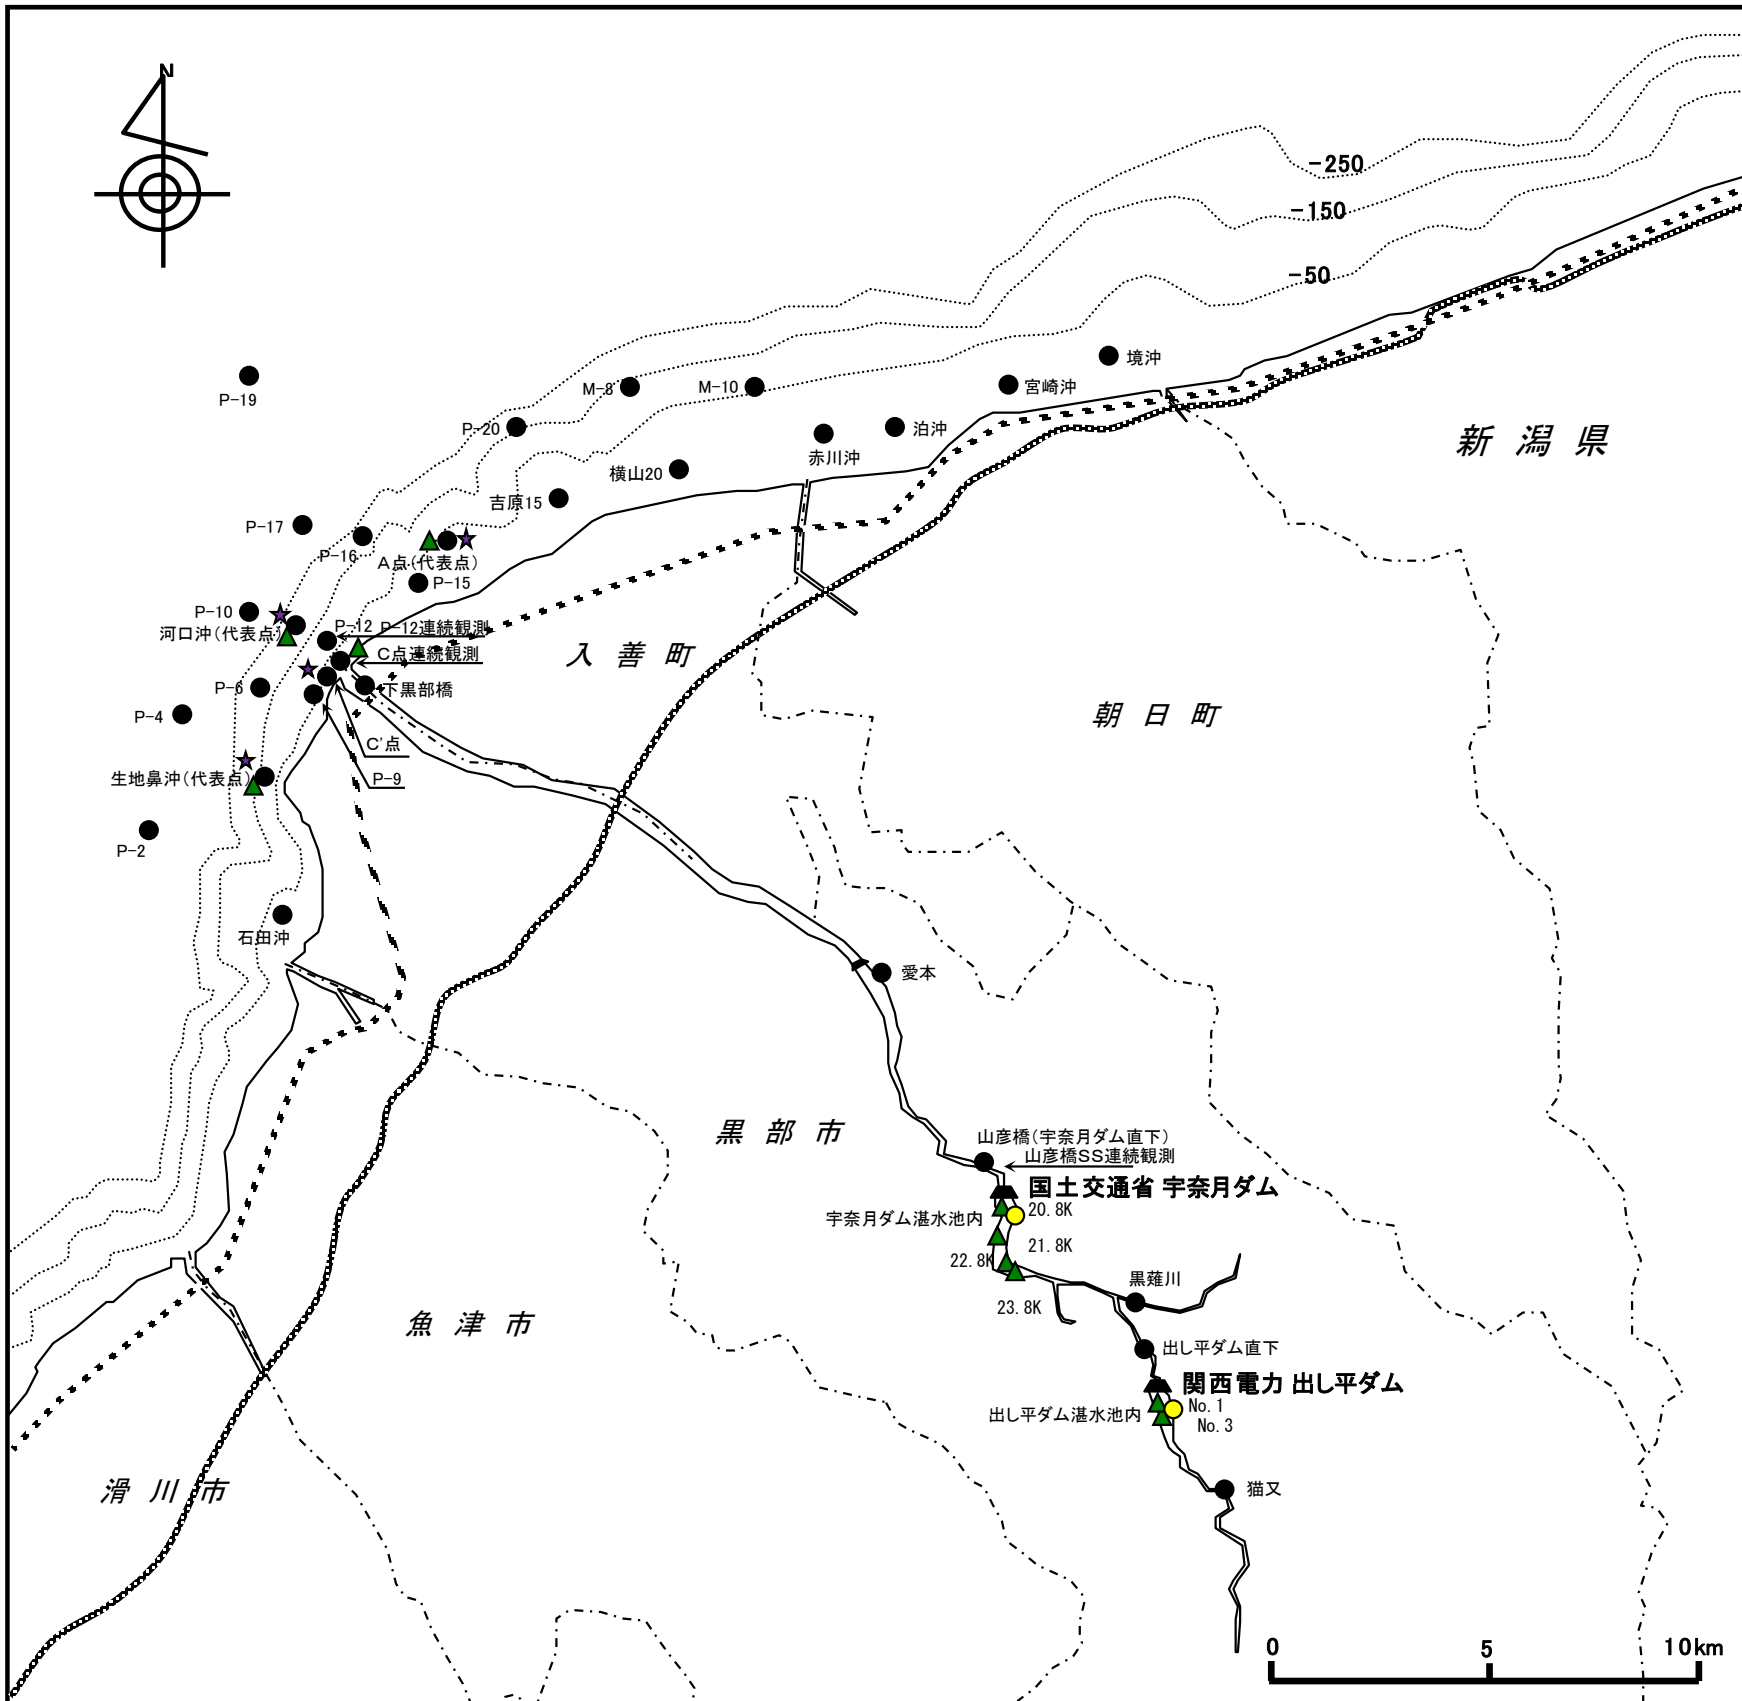 N
-250
-150
-50
境沖
宮崎沖
P-19
M-8
M-10
P-20
泊沖
赤川沖
新潟県
横山20
吉原15
P-17
P-16
A点(代表点)
P-15
P-10
河口沖(代表点)
P-12
P-12連続観測
C点連続観測
入善町
P-6
下黒部橋
P-4
朝日町
C'点
P-9
生地鼻沖(代表点)
P-2
石田沖
愛本
黒部市
山彦橋(宇奈月ダム直下)
山彦橋SS連続観測
国土交通省 宇奈月ダム
20.8K
宇奈月ダム湛水池内
21.8K
22.8K
黒薙川
23.8K
魚津市
出し平ダム直下
関西電力 出し平ダム
No.1
出し平ダム湛水池内
No.3
猫又
滑川市
0 5 10km